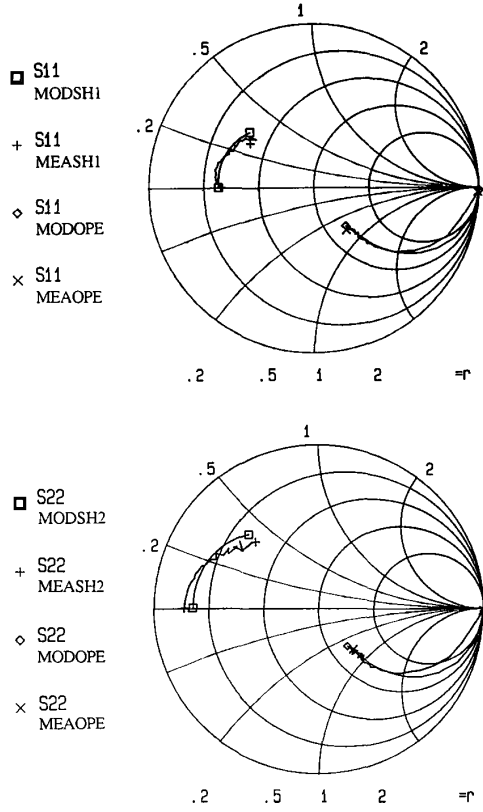 1
.5
2
S11
MODSH1
.2
S11
MEASH1
S11
MODOPE
S11
MEAOPE
.2 .5 1 2 =r
1
.5
2
S22
MODSH2
.2
S22
MEASH2
S22
MODOPE
S22
MEAOPE
.2 .5 1 2 =r